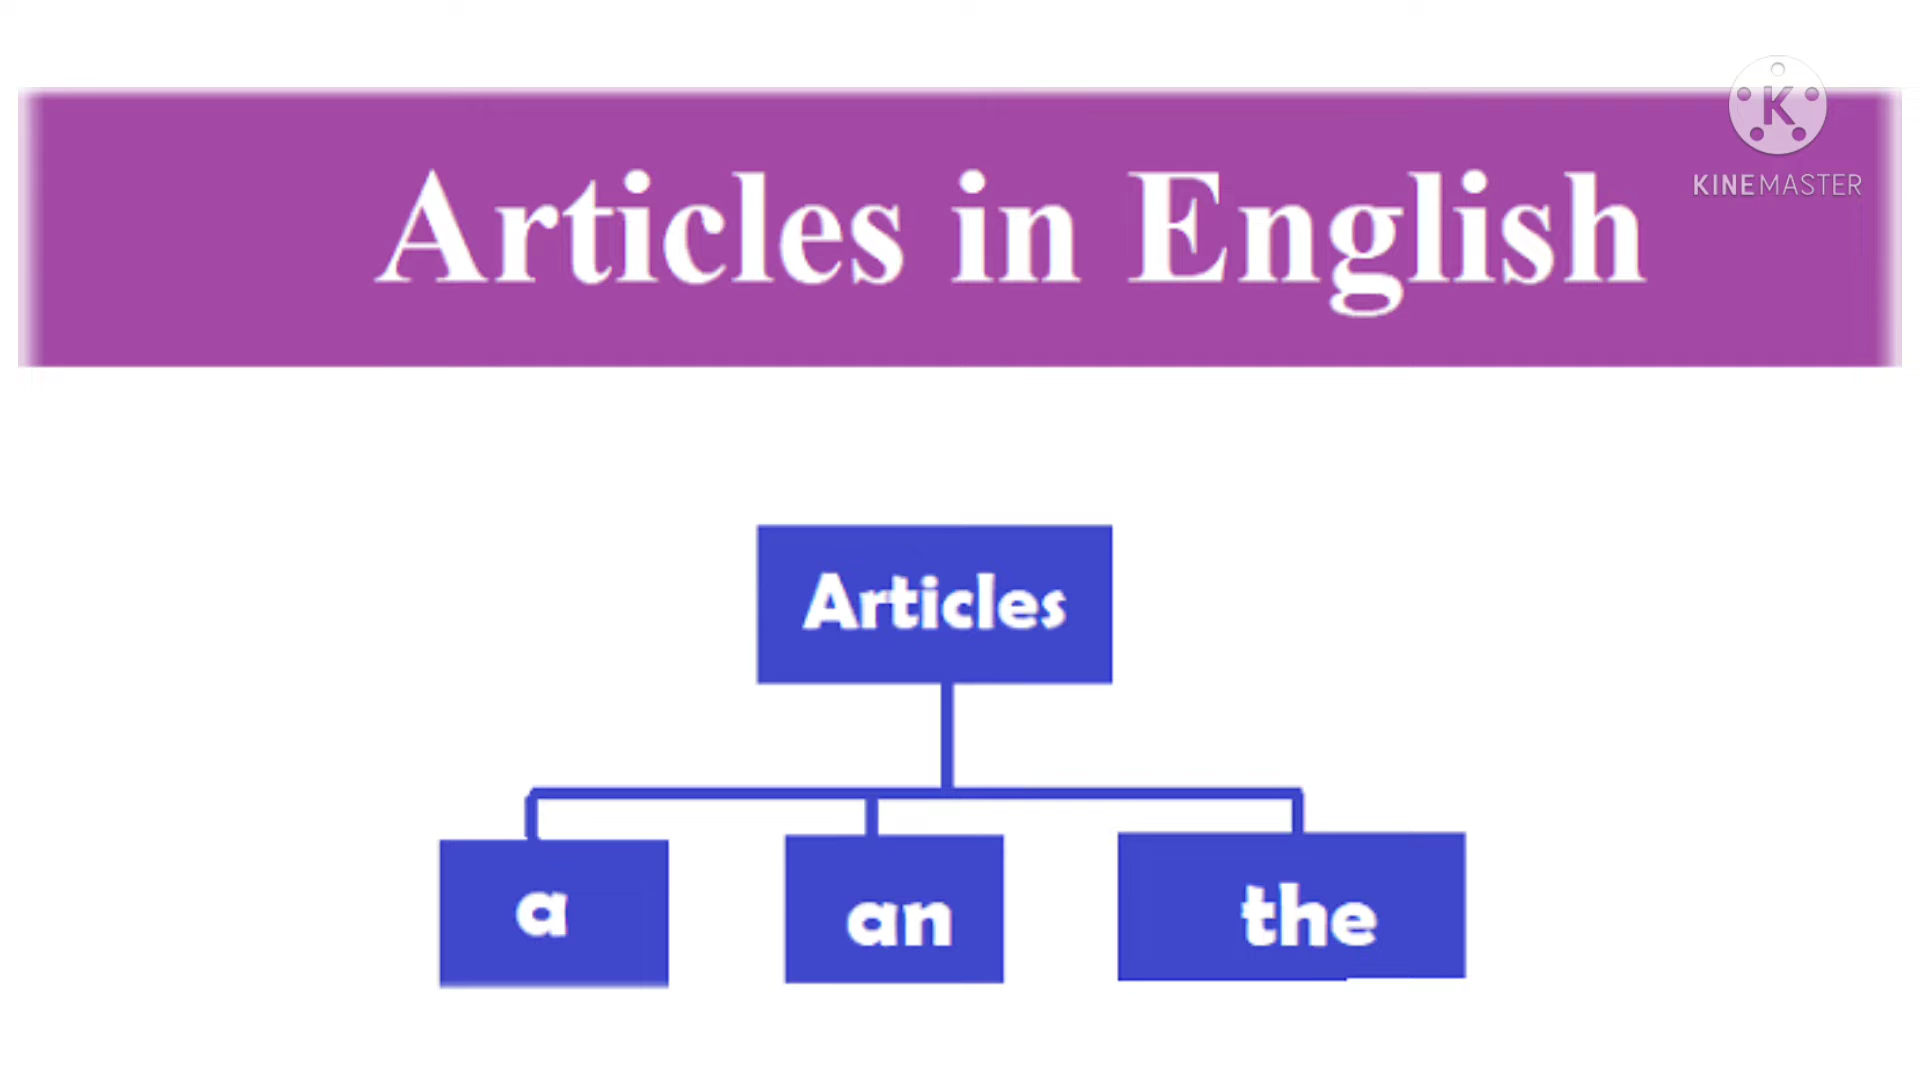 K
KINEMASTER
Articles in English
Articles
a
an
the